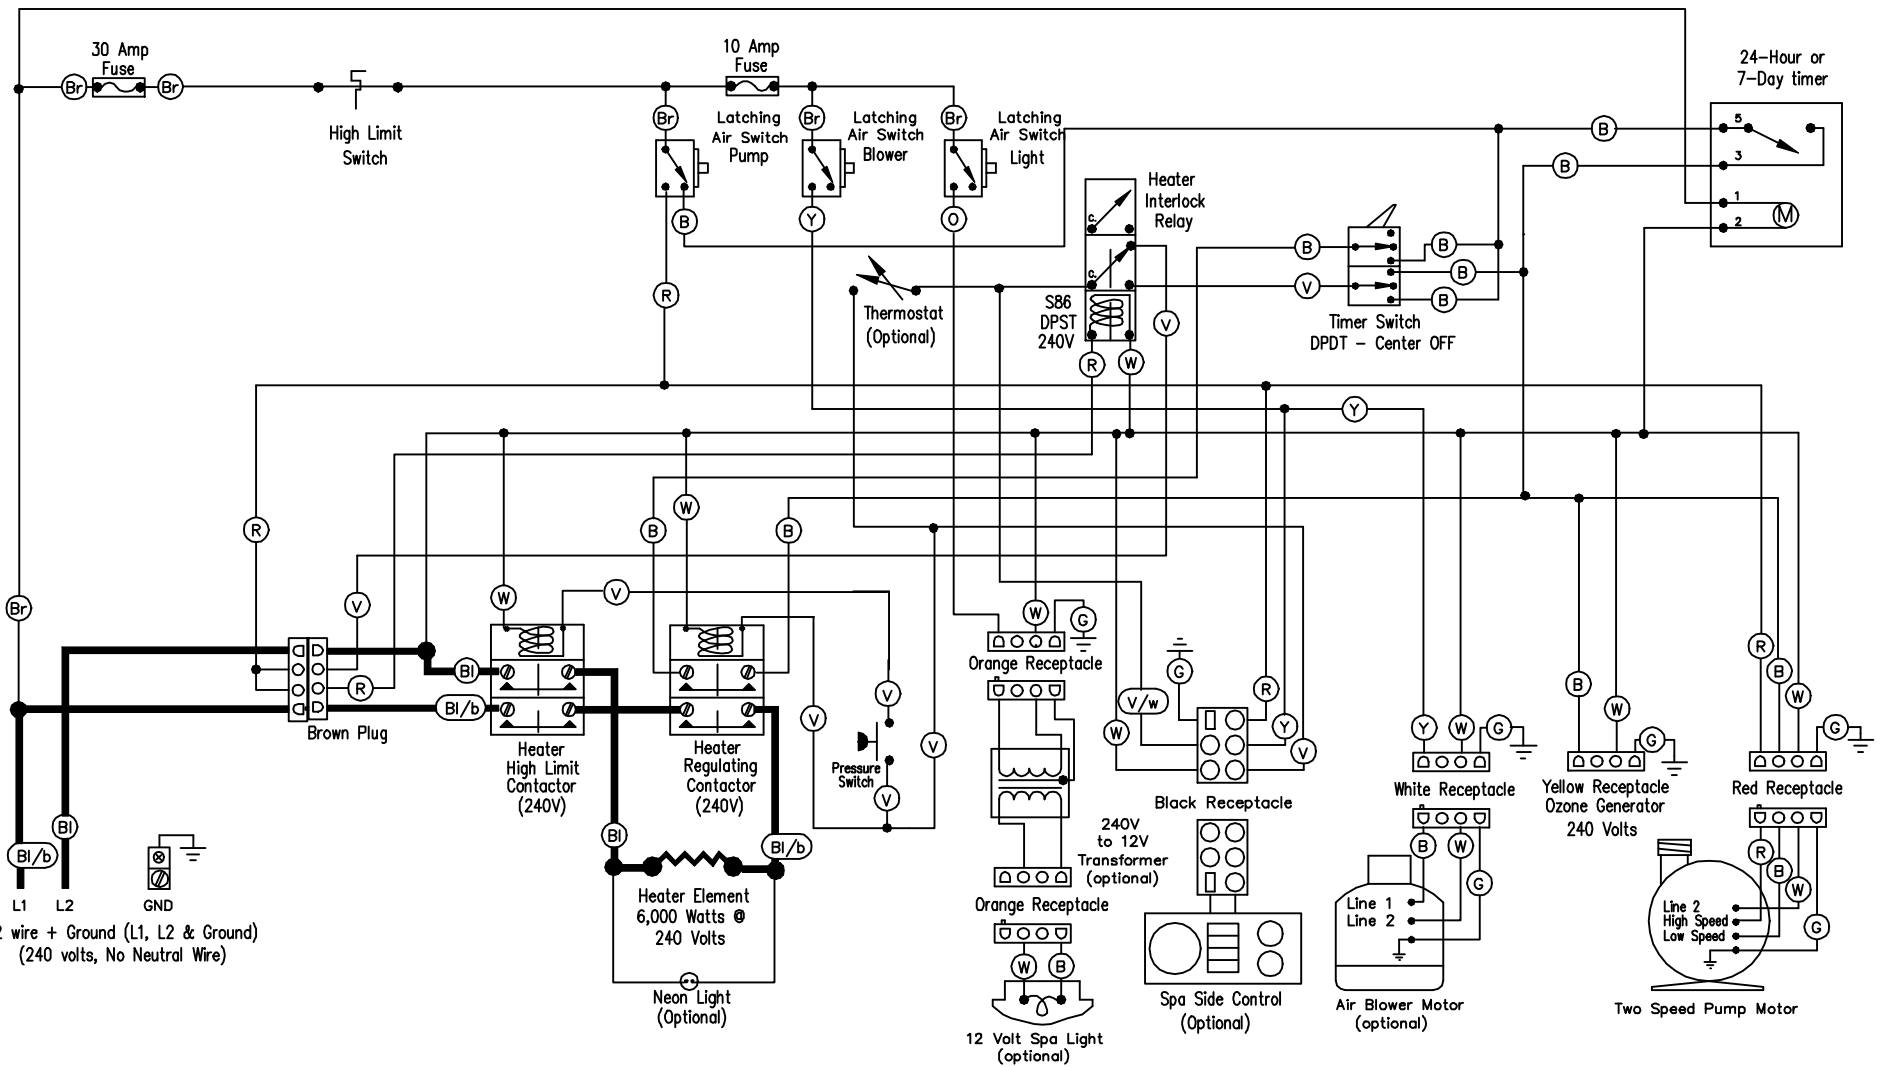 30 Amp
Fuse
10 Amp
Fuse
24-Hour or
7-Day timer
Br
Br
Br
Br
Br
High Limit
Switch
Latching
Air Switch
Pump
Latching
Air Switch
Blower
Latching
Air Switch
Light
B
B
5
3
1
2
M
Heater
Interlock
Relay
C.
C.
B
Y
O
B
V
B
B
B
R
Thermostat
(Optional)
S86
DPST
240V
V
Timer Switch
DPDT - Center OFF
R
W
Y
R
B
W
B
V
W
V
Br
R
Brown Plug
Bl
Bl/b
Heater
High Limit
Contactor
(240V)
Heater
Regulating
Contactor
(240V)
V
V
Pressure
Switch
V
V
W
G
Orange Receptacle
G
V/w
W
R
Y
V
Black Receptacle
Y
W
G
White Receptacle
B
W
G
Yellow Receptacle
Ozone Generator
240 Volts
R
B
W
G
Red Receptacle
Bl
Bl/b
L1
L2
GND
2 wire + Ground (L1, L2 & Ground)
(240 volts, No Neutral Wire)
Bl
Bl/b
Heater Element
6,000 Watts @
240 Volts
Neon Light
(Optional)
240V
to 12V
Transformer
(optional)
Orange Receptacle
W
B
12 Volt Spa Light
(optional)
Spa Side Control
(Optional)
B
W
G
Line 1
Line 2
Air Blower Motor
(optional)
R
B
W
G
Line 2
High Speed
Low Speed
Two Speed Pump Motor